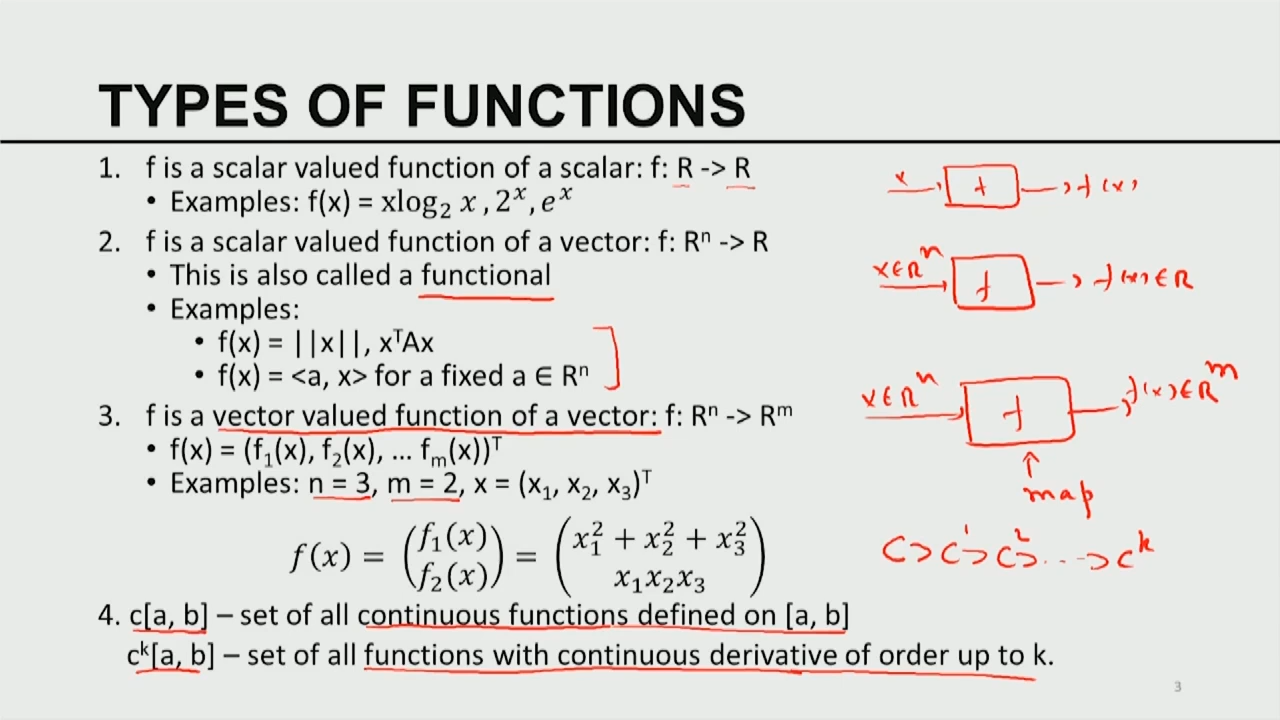 TYPES OF FUNCTIONS
1. f is a scalar valued function of a scalar: f: R -> R
• Examples: f(x) = xlog₂ x , 2ˣ, eˣ
2. f is a scalar valued function of a vector: f: Rⁿ -> R
• This is also called a functional
• Examples:
• f(x) = ||x||, xᵀAx
• f(x) = <a, x> for a fixed a ∈ Rⁿ
3. f is a vector valued function of a vector: f: Rⁿ -> Rᵐ
• f(x) = (f₁(x), f₂(x), ... fₘ(x))ᵀ
• Examples: n = 3, m = 2, x = (x₁, x₂, x₃)ᵀ
f(x) = (f₁(x) f₂(x)) = (x₁² + x₂² + x₃² x₁x₂x₃)
4. c[a, b] – set of all continuous functions defined on [a, b]
cᵏ[a, b] – set of all functions with continuous derivative of order up to k.
x f f(x)
x∈Rⁿ f f(x)∈R
x∈Rⁿ f f(x)∈Rᵐ
↑
map
C⊃C¹⊃C²⊃...⊃Cᵏ
3